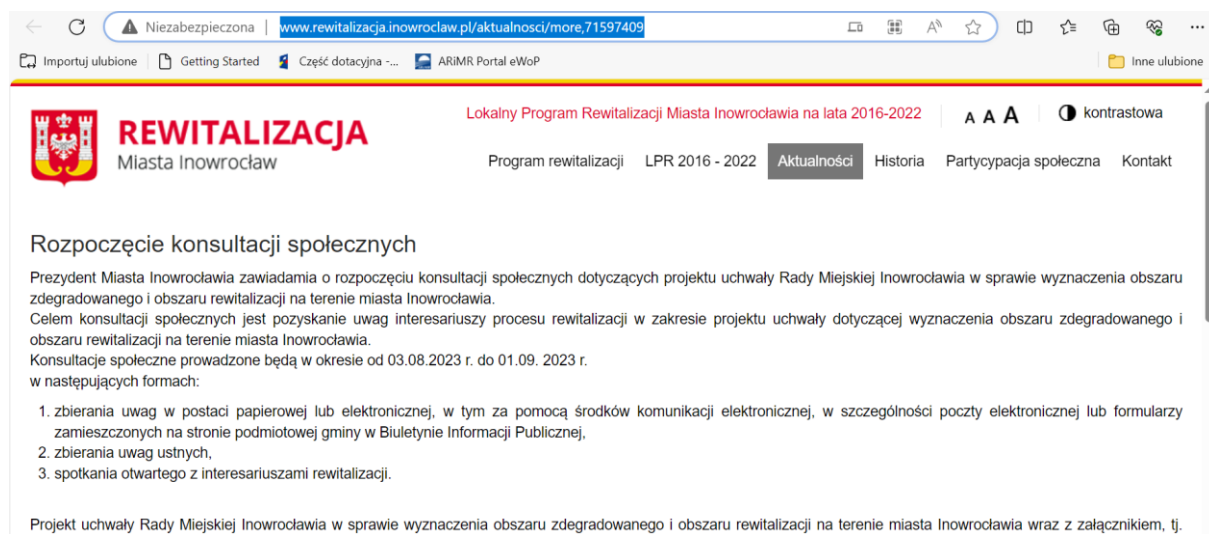 Niezabezpieczona | www.rewitalizacja.inowroclaw.pl/aktualnosci/more,71597409
Importuj ulubione Getting Started Część dotacyjna -... ARiMR Portal eWoP Inne ulubione
Lokalny Program Rewitalizacji Miasta Inowrocławia na lata 2016-2022 A A A kontrastowa
REWITALIZACJA
Miasta Inowrocław
Program rewitalizacji LPR 2016 - 2022 Aktualności Historia Partycypacja społeczna Kontakt
Rozpoczęcie konsultacji społecznych
Prezydent Miasta Inowrocławia zawiadamia o rozpoczęciu konsultacji społecznych dotyczących projektu uchwały Rady Miejskiej Inowrocławia w sprawie wyznaczenia obszaru
zdegradowanego i obszaru rewitalizacji na terenie miasta Inowrocławia.
Celem konsultacji społecznych jest pozyskanie uwag interesariuszy procesu rewitalizacji w zakresie projektu uchwały dotyczącej wyznaczenia obszaru zdegradowanego i
obszaru rewitalizacji na terenie miasta Inowrocławia.
Konsultacje społeczne prowadzone będą w okresie od 03.08.2023 r. do 01.09. 2023 r.
w następujących formach:
1. zbierania uwag w postaci papierowej lub elektronicznej, w tym za pomocą środków komunikacji elektronicznej, w szczególności poczty elektronicznej lub formularzy
zamieszczonych na stronie podmiotowej gminy w Biuletynie Informacji Publicznej,
2. zbierania uwag ustnych,
3. spotkania otwartego z interesariuszami rewitalizacji.
Projekt uchwały Rady Miejskiej Inowrocławia w sprawie wyznaczenia obszaru zdegradowanego i obszaru rewitalizacji na terenie miasta Inowrocławia wraz z załącznikiem, tj.